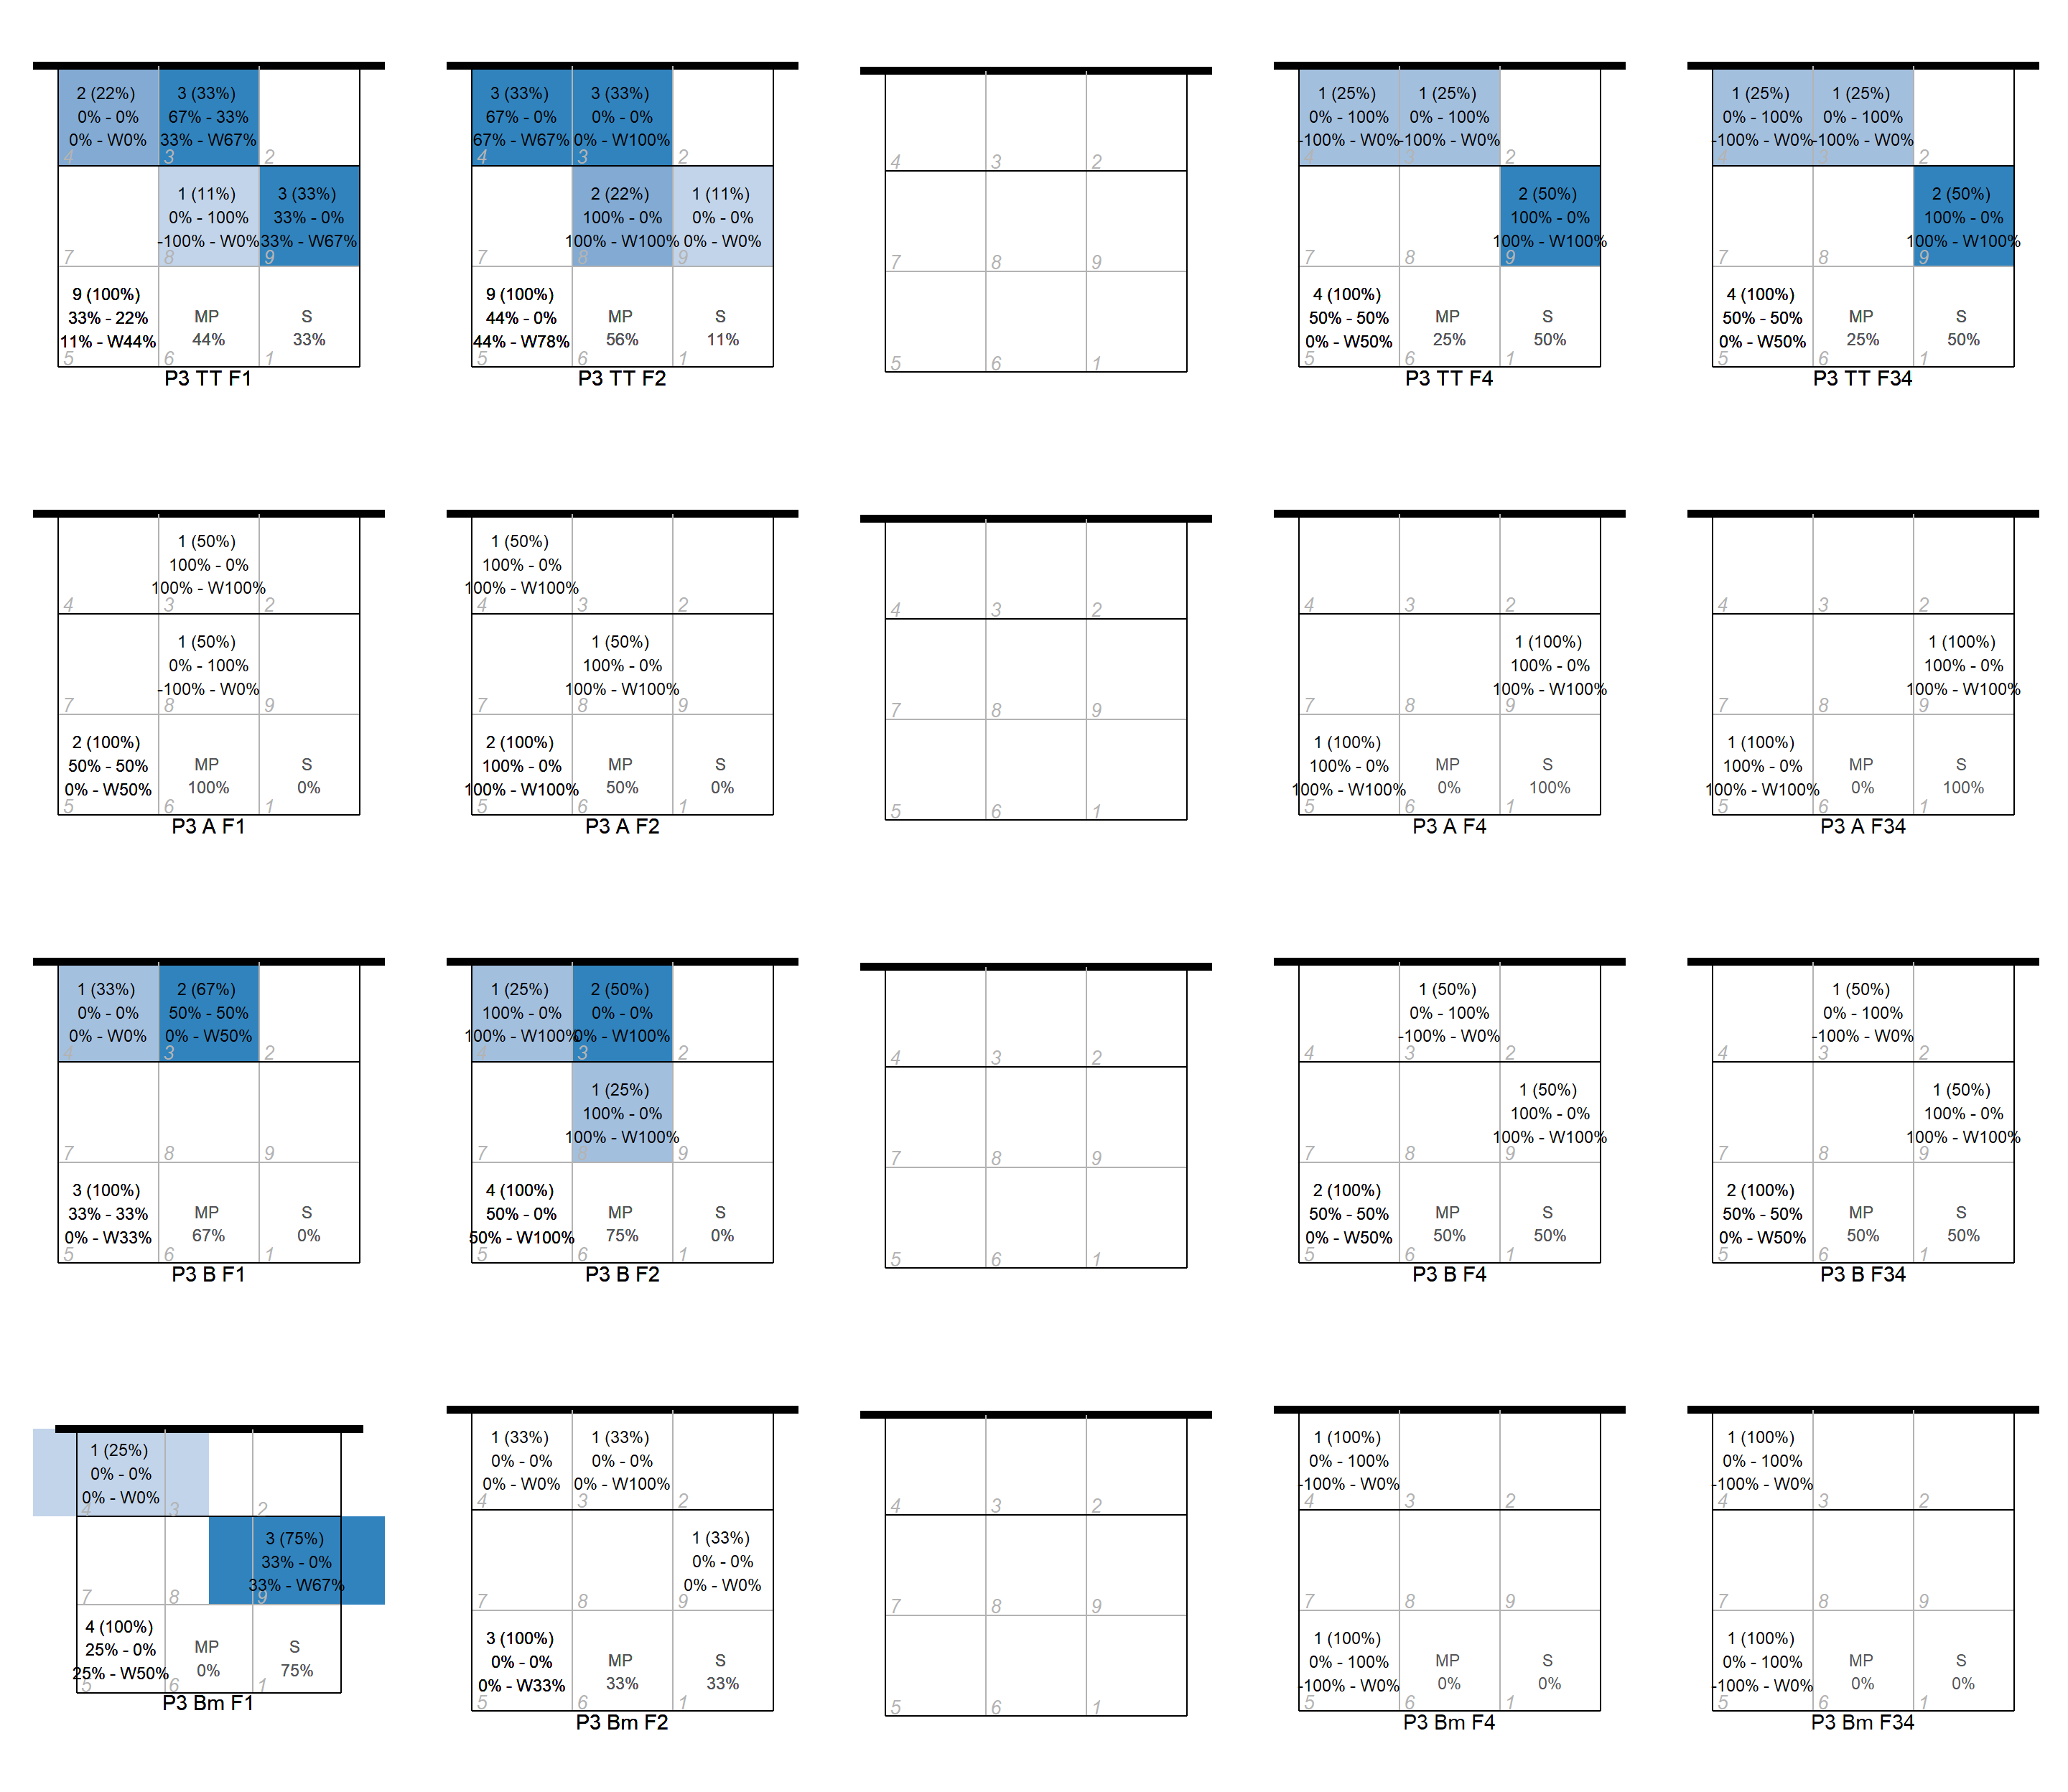 2 (22%)
0% - 0%
0% - W0%
4
3 (33%)
67% - 33%
33% - W67%
3
2
7
1 (11%)
0% - 100%
-100% - W0%
8
3 (33%)
33% - 0%
33% - W67%
9
9 (100%)
33% - 22%
11% - W44%
5
MP
44%
6
S
33%
1
P3 TT F1
3 (33%)
67% - 0%
67% - W67%
4
3 (33%)
0% - 0%
0% - W100%
3
2
7
2 (22%)
100% - 0%
100% - W100%
8
1 (11%)
0% - 0%
0% - W0%
9
9 (100%)
44% - 0%
44% - W78%
5
MP
56%
6
S
11%
1
P3 TT F2
4
3
2
7
8
9
5
6
1
1 (25%)
0% - 100%
-100% - W0%
4
1 (25%)
0% - 100%
-100% - W0%
3
2
7
8
2 (50%)
100% - 0%
100% - W100%
9
4 (100%)
50% - 50%
0% - W50%
5
MP
25%
6
S
50%
1
P3 TT F4
1 (25%)
0% - 100%
-100% - W0%
4
1 (25%)
0% - 100%
-100% - W0%
3
2
7
8
2 (50%)
100% - 0%
100% - W100%
9
4 (100%)
50% - 50%
0% - W50%
5
MP
25%
6
S
50%
1
P3 TT F34
4
1 (50%)
100% - 0%
100% - W100%
3
2
7
1 (50%)
0% - 100%
-100% - W0%
8
9
2 (100%)
50% - 50%
0% - W50%
5
MP
100%
6
S
0%
1
P3 A F1
1 (50%)
100% - 0%
100% - W100%
4
3
2
7
1 (50%)
100% - 0%
100% - W100%
8
9
2 (100%)
100% - 0%
100% - W100%
5
MP
50%
6
S
0%
1
P3 A F2
4
3
2
7
8
9
5
6
1
4
3
2
7
8
1 (100%)
100% - 0%
100% - W100%
9
1 (100%)
100% - 0%
100% - W100%
5
MP
0%
6
S
100%
1
P3 A F4
4
3
2
7
8
1 (100%)
100% - 0%
100% - W100%
9
1 (100%)
100% - 0%
100% - W100%
5
MP
0%
6
S
100%
1
P3 A F34
1 (33%)
0% - 0%
0% - W0%
4
2 (67%)
50% - 50%
0% - W50%
3
2
7
8
9
3 (100%)
33% - 33%
0% - W33%
5
MP
67%
6
S
0%
1
P3 B F1
1 (25%)
100% - 0%
100% - W100%
4
2 (50%)
0% - 0%
0% - W100%
3
2
7
1 (25%)
100% - 0%
100% - W100%
8
9
4 (100%)
50% - 0%
50% - W100%
5
MP
75%
6
S
0%
1
P3 B F2
4
3
2
7
8
9
5
6
1
4
1 (50%)
0% - 100%
-100% - W0%
3
2
7
8
1 (50%)
100% - 0%
100% - W100%
9
2 (100%)
50% - 50%
0% - W50%
5
MP
50%
6
S
50%
1
P3 B F4
4
1 (50%)
0% - 100%
-100% - W0%
3
2
7
8
1 (50%)
100% - 0%
100% - W100%
9
2 (100%)
50% - 50%
0% - W50%
5
MP
50%
6
S
50%
1
P3 B F34
1 (25%)
0% - 0%
0% - W0%
4
3
2
7
8
3 (75%)
33% - 0%
33% - W67%
9
4 (100%)
25% - 0%
25% - W50%
5
MP
0%
6
S
75%
1
P3 Bm F1
1 (33%)
0% - 0%
0% - W0%
4
1 (33%)
0% - 0%
0% - W100%
3
2
7
8
1 (33%)
0% - 0%
0% - W0%
9
3 (100%)
0% - 0%
0% - W33%
5
MP
33%
6
S
33%
1
P3 Bm F2
4
3
2
7
8
9
5
6
1
1 (100%)
0% - 100%
-100% - W0%
4
3
2
7
8
9
1 (100%)
0% - 100%
-100% - W0%
5
MP
0%
6
S
0%
1
P3 Bm F4
1 (100%)
0% - 100%
-100% - W0%
4
3
2
7
8
9
1 (100%)
0% - 100%
-100% - W0%
5
MP
0%
6
S
0%
1
P3 Bm F34